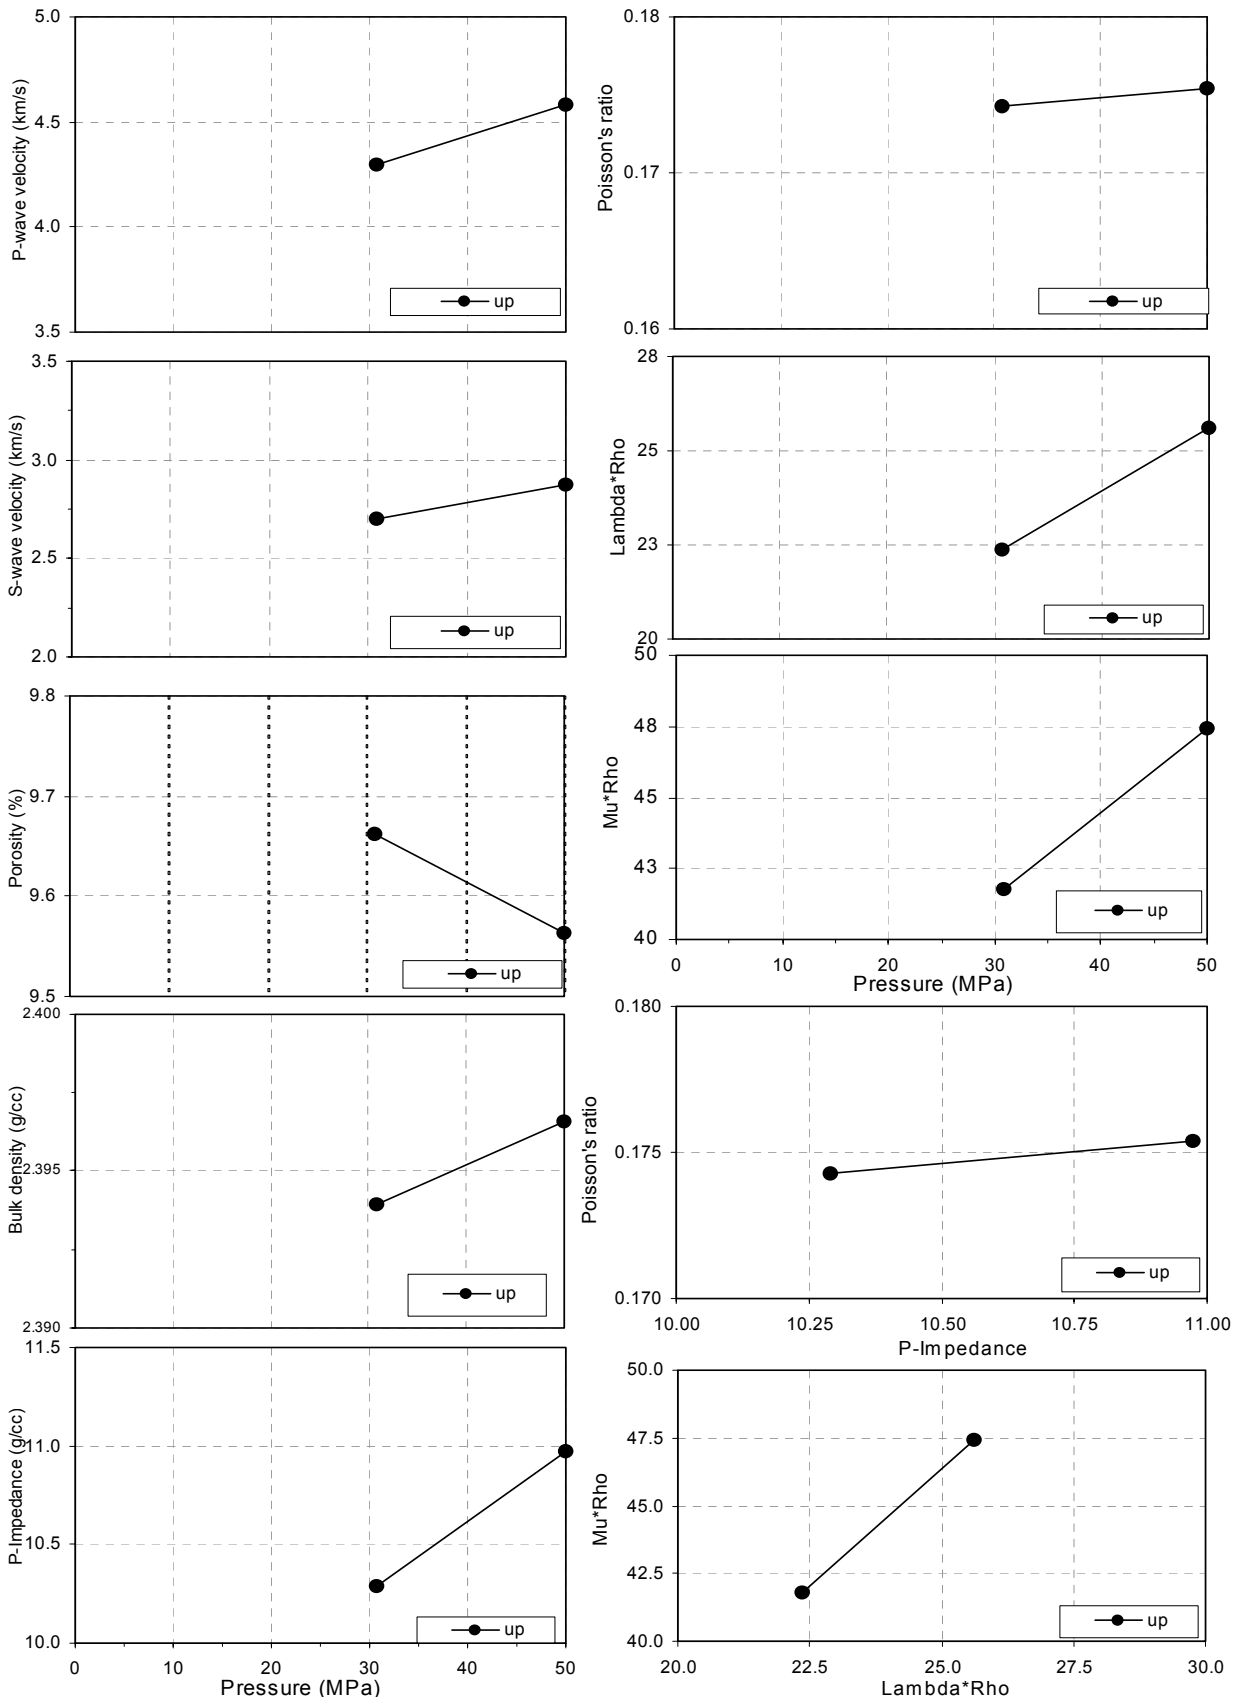 5.0
4.5
4.0
3.5
P-wave velocity (km/s)
up
3.5
3.0
2.5
2.0
S-wave velocity (km/s)
up
9.8
9.7
9.6
9.5
Porosity (%)
up
2.400
2.395
2.390
Bulk density (g/cc)
up
11.5
11.0
10.5
10.0
P-Impedance (g/cc)
up
0 10 20 30 40 50
Pressure (MPa)
0.18
0.17
0.16
Poisson's ratio
up
28
25
23
20
Lambda*Rho
up
50
48
45
43
40
Mu*Rho
up
0 10 20 30 40 50
Pressure (MPa)
0.180
0.175
0.170
Poisson's ratio
up
10.00 10.25 10.50 10.75 11.00
P-Impedance
50.0
47.5
45.0
42.5
40.0
Mu*Rho
up
20.0 22.5 25.0 27.5 30.0
Lambda*Rho